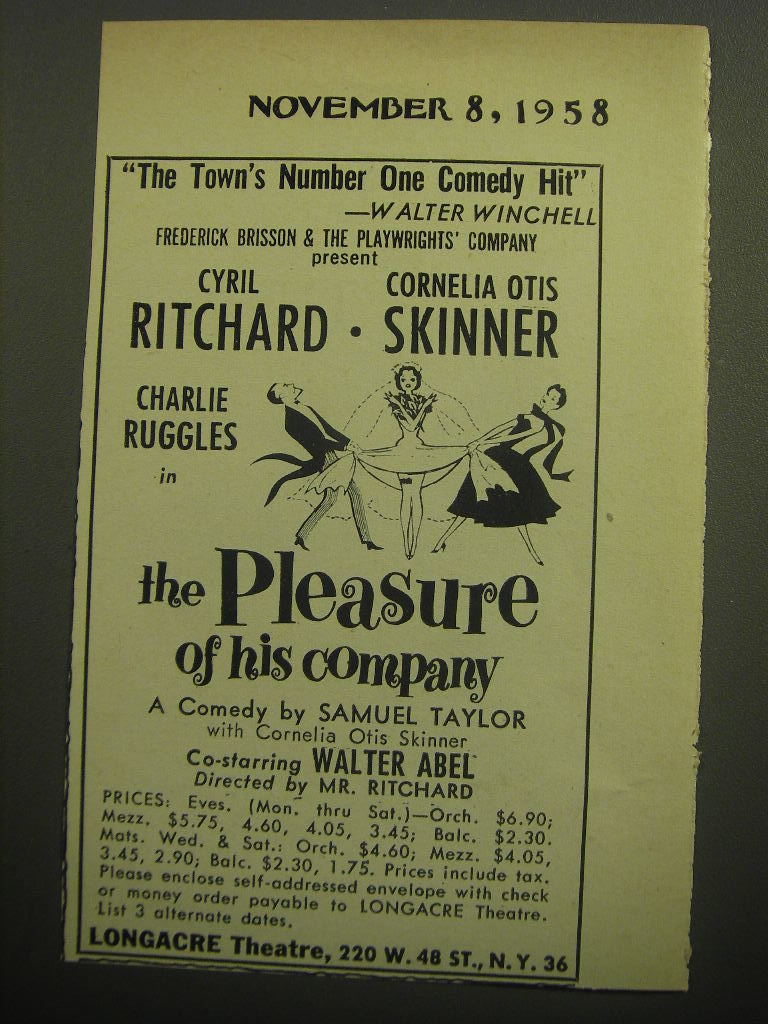 NOVEMBER 8, 1958
"The Town's Number One Comedy Hit"
—WALTER WINCHELL
FREDERICK BRISSON & THE PLAYWRIGHTS' COMPANY
present
CYRIL RITCHARD · CORNELIA OTIS SKINNER
CHARLIE
RUGGLES
in
the Pleasure
of his company
A Comedy by SAMUEL TAYLOR
with Cornelia Otis Skinner
Co-starring WALTER ABEL
Directed by MR. RITCHARD
PRICES: Eves. (Mon. thru Sat.)—Orch. $6.90;
Mezz. $5.75, 4.60, 4.05, 3.45; Balc. $2.30.
Mats. Wed. & Sat.: Orch. $4.60; Mezz. $4.05,
3.45, 2.90; Balc. $2.30, 1.75. Prices include tax.
Please enclose self-addressed envelope with check
or money order payable to LONGACRE Theatre.
List 3 alternate dates.
LONGACRE Theatre, 220 W. 48 ST., N. Y. 36